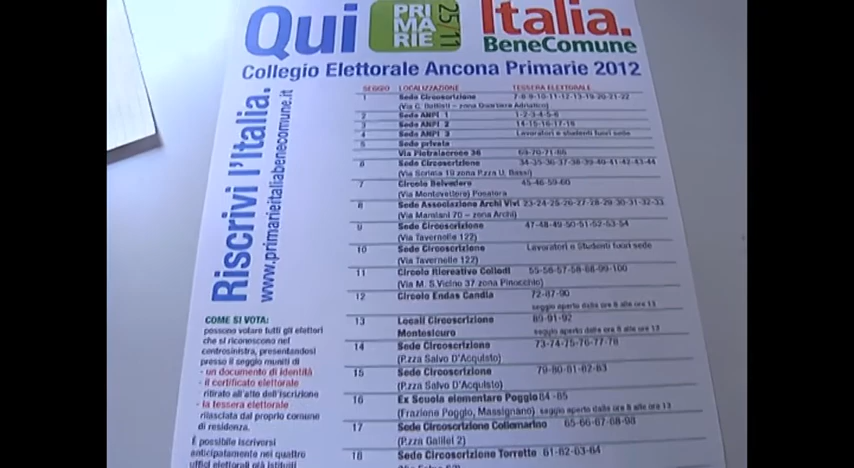 Qui PRI MA RIE 25/11 Italia.
BeneComune
Collegio Elettorale Ancona Primarie 2012
Riscrivi l'Italia.
www.primarieitaliabenecomune.it
SEGGIO LOCALIZZAZIONE TESSERA ELETTORALE
1 Sede Circoscrizione 7-8-9-10-11-12-13-19-20-21-22
(Via C. Battisti – zona Quartiere Adriatico)
2 Sede ANPI 1 1-2-3-4-5-6
3 Sede ANPI 2 14-15-16-17-18
4 Sede ANPI 3 Lavoratori e studenti fuori sede
5 Sede privata
Via Pietralacroce 36 69-70-71-86
6 Sede Circoscrizione 34-35-36-37-38-39-40-41-42-43-44
(Via Scrima 19 zona P.zza U. Bassi)
7 Circolo Belvedere 45-46-59-60
(Via Montevettore) Posatora
8 Sede Associazione Archi Vivi 23-24-25-26-27-28-29-30-31-32-33
(Via Mamiani 70 – zona Archi)
9 Sede Circoscrizione 47-48-49-50-51-52-53-54
(Via Tavernelle 122)
10 Sede Circoscrizione Lavoratori e Studenti fuori sede
(Via Tavernelle 122)
11 Circolo Ricreativo Collodi 55-56-57-58-88-99-100
(Via M. S.Vicino 37 zona Pinocchio)
12 Circolo Endas Candia 72-87-90
seggio aperto dalle ore 8 alle ore 13
13 Locali Circoscrizione 89-91-92
Montesicuro seggio aperto dalle ore 8 alle ore 13
14 Sede Circoscrizione 73-74-75-76-77-78
(P.zza Salvo D'Acquisto)
15 Sede Circoscrizione 79-80-81-82-83
(P.zza Salvo D'Acquisto)
16 Ex Scuola elementare Poggio 84-85
(Frazione Poggio, Massignano) seggio aperto dalle ore 8 alle ore 13
17 Sede Circoscrizione Collemarino 65-66-67-68-98
(P.zza Galilei 2)
18 Sede Circoscrizione Torrette 61-62-63-64
COME SI VOTA:
possono votare tutti gli elettori
che si riconoscono nel
centrosinistra, presentandosi
presso il seggio muniti di
- un documento di identità
- il certificato elettorale
ritirato all'atto dell'iscrizione
- la tessera elettorale
rilasciata dal proprio comune
di residenza.
È possibile iscriversi
anticipatamente nei quattro
uffici elettorali già istituiti